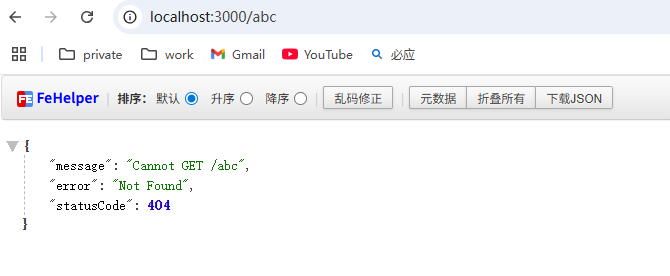 localhost:3000/abc
private work Gmail YouTube 必应
FE FeHelper 排序： 默认 升序 降序 乱码修正 元数据 折叠所有 下载JSON
{
"message": "Cannot GET /abc",
"error": "Not Found",
"statusCode": 404
}